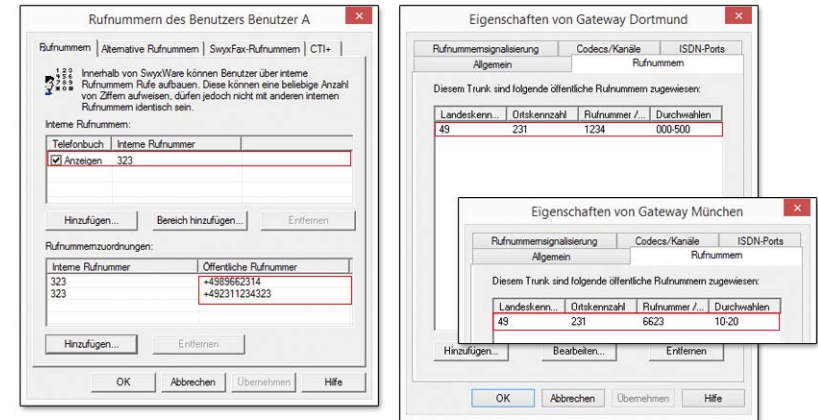 Rufnummern des Benutzers Benutzer A
Rufnummern
Alternative Rufnummern
SwyxFax-Rufnummern
CTI+
Innerhalb von SwyxWare können Benutzer über interne
Rufnummern Rufe aufbauen. Diese können eine beliebige Anzahl
von Ziffern aufweisen, dürfen jedoch nicht mit anderen internen
Rufnummern identisch sein.
Interne Rufnummern:
Telefonbuch Interne Rufnummer
Anzeigen 323
Hinzufügen... Bereich hinzufügen... Entfernen
Rufnummernzuordnungen:
Interne Rufnummer Öffentliche Rufnummer
323 +4989662314
323 +492311234323
Hinzufügen... Entfernen
OK Abbrechen Übernehmen Hilfe
Eigenschaften von Gateway Dortmund
Rufnummernsignalisierung Codecs/Kanäle ISDN-Ports
Allgemein Rufnummern
Diesem Trunk sind folgende öffentliche Rufnummern zugewiesen:
Landeskenn... Ortskennzahl Rufnummer /... Durchwahlen
49 231 1234 000-500
Hinzufügen... Bearbeiten... Entfernen
OK Abbrechen Übernehmen Hilfe
Eigenschaften von Gateway München
Rufnummernsignalisierung Codecs/Kanäle ISDN-Ports
Allgemein Rufnummern
Diesem Trunk sind folgende öffentliche Rufnummern zugewiesen:
Landeskenn... Ortskennzahl Rufnummer /... Durchwahlen
49 231 6623 10-20